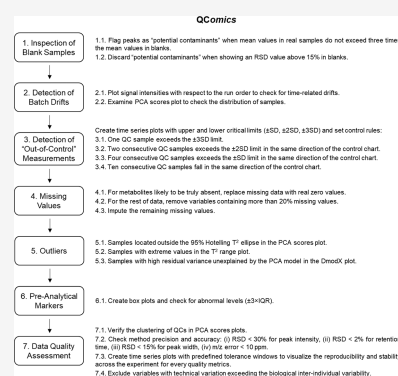 QComics
1. Inspection of
Blank Samples
1.1. Flag peaks as "potential contaminants" when mean values in real samples do not exceed three times
the mean values in blanks.
1.2. Discard "potential contaminants" when showing an RSD value above 15% in blanks.
2. Detection of
Batch Drifts
2.1. Plot signal intensities with respect to the run order to check for time-related drifts.
2.2. Examine PCA scores plot to check the distribution of samples.
3. Detection of
"Out-of-Control"
Measurements
Create time series plots with upper and lower critical limits (±SD, ±2SD, ±3SD) and set control rules:
3.1. One QC sample exceeds the ±3SD limit.
3.2. Two consecutive QC samples exceeds the ±2SD limit in the same direction of the control chart.
3.3. Four consecutive QC samples exceeds the ±SD limit in the same direction of the control chart.
3.4. Ten consecutive QC samples fall in the same direction of the control chart.
4. Missing
Values
4.1. For metabolites likely to be truly absent, replace missing data with real zero values.
4.2. For the rest of data, remove variables containing more than 20% missing values.
4.3. Impute the remaining missing values.
5. Outliers
5.1. Samples located outside the 95% Hotelling T² ellipse in the PCA scores plot.
5.2. Samples with extreme values in the T² range plot.
5.3. Samples with high residual variance unexplained by the PCA model in the DmodX plot.
6. Pre-Analytical
Markers
6.1. Create box plots and check for abnormal levels (±3×IQR).
7. Data Quality
Assessment
7.1. Verify the clustering of QCs in PCA scores plots.
7.2. Check method precision and accuracy: (i) RSD < 30% for peak intensity, (ii) RSD < 2% for retention
time, (iii) RSD < 15% for peak width, (iv) m/z error < 10 ppm.
7.3. Create time series plots with predefined tolerance windows to visualize the reproducibility and stability
across the experiment for every quality metrics.
7.4. Exclude variables with technical variation exceeding the biological inter-individual variability.